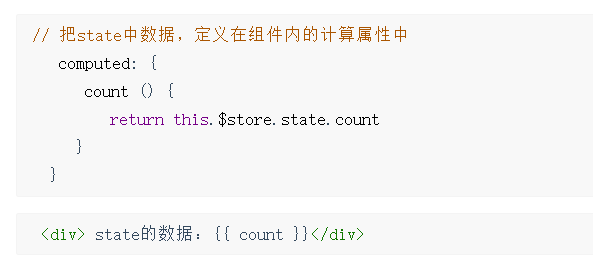 // 把state中数据，定义在组件内的计算属性中
computed: {
count () {
return this.$store.state.count
}
}
<div> state的数据：{{ count }}</div>